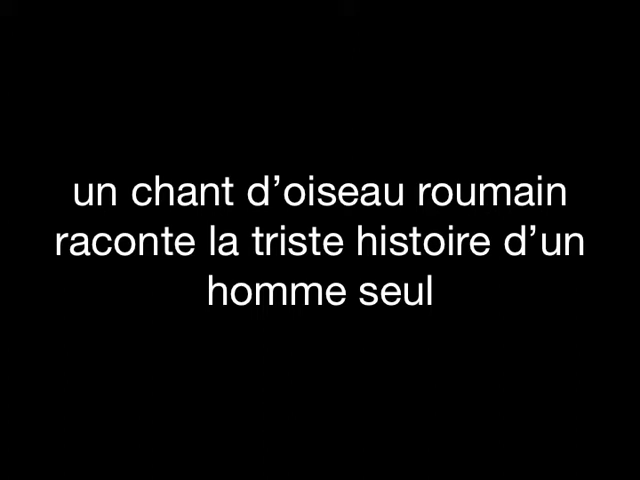 un chant d’oiseau roumain
raconte la triste histoire d’un
homme seul